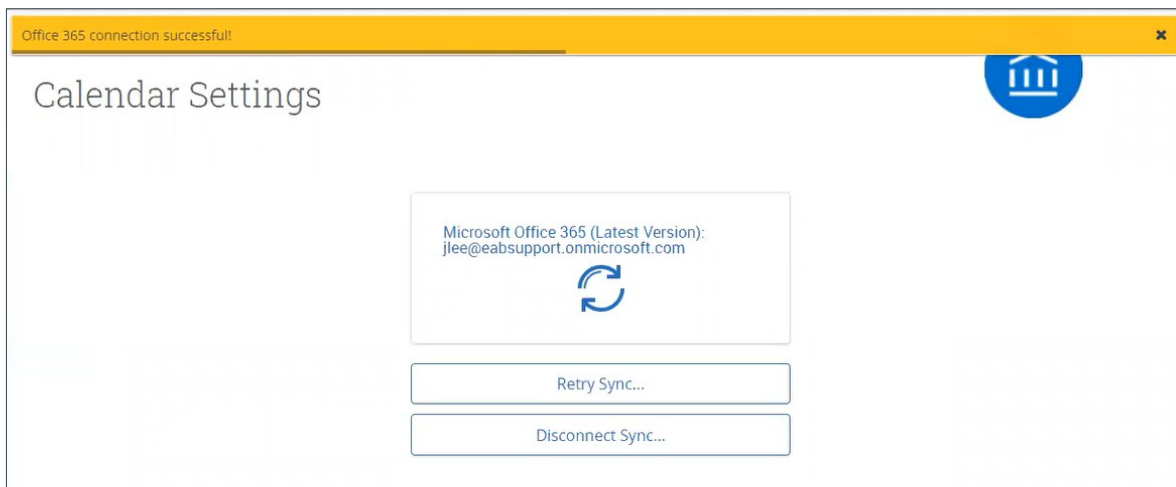 Office 365 connection successful!
Calendar Settings
Microsoft Office 365 (Latest Version):
jlee@eabsupport.onmicrosoft.com
Retry Sync...
Disconnect Sync...